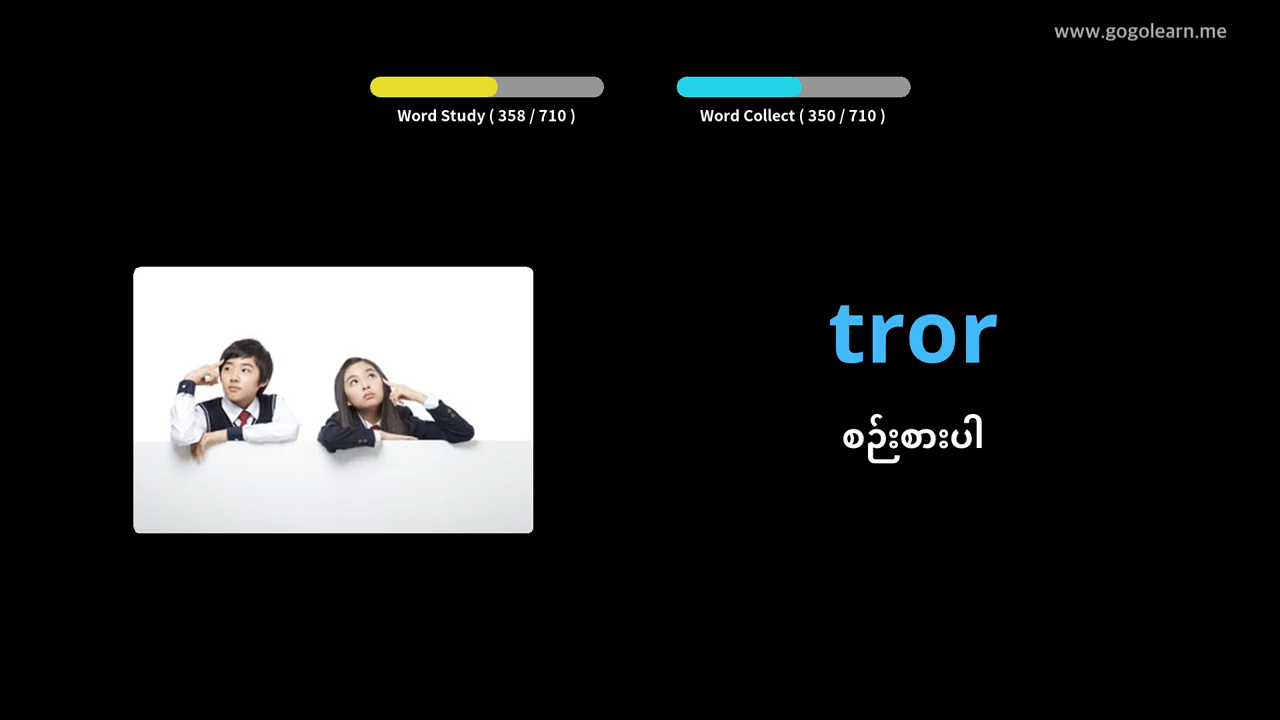 www.gogolearn.me
Word Study ( 358 / 710 )
Word Collect ( 350 / 710 )
tror
စဉ်းစားပါ